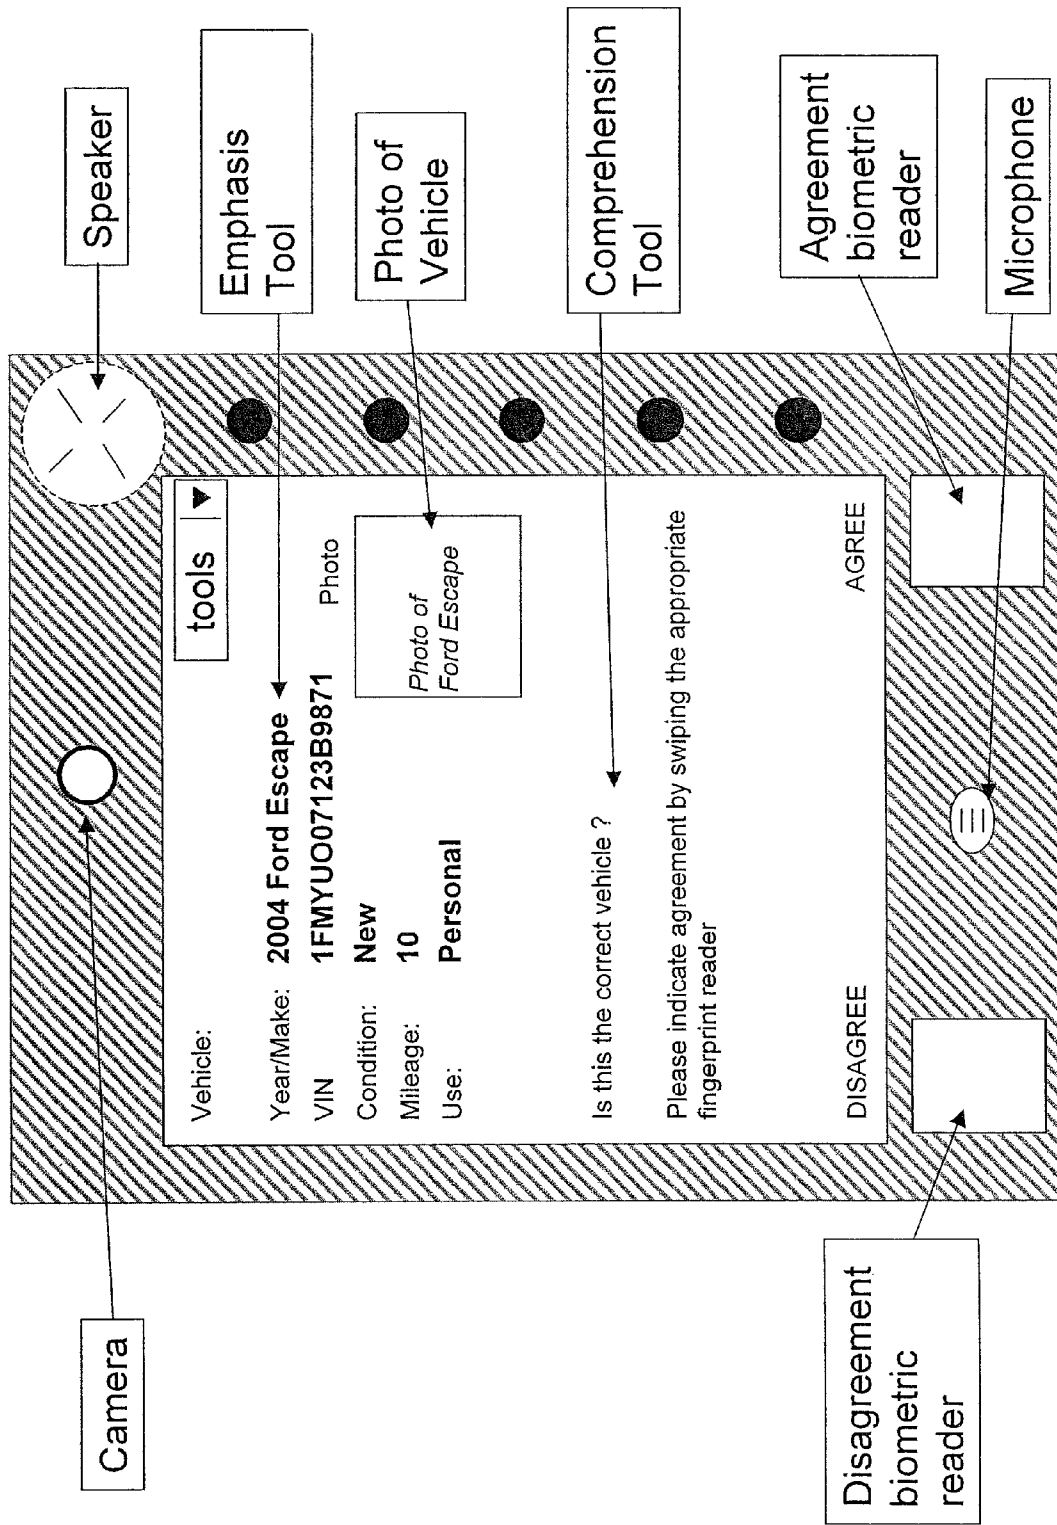 Camera
Speaker
tools
Vehicle:
Year/Make: 2004 Ford Escape
VIN 1FMYUO07123B9871
Photo
Condition: New
Mileage: 10
Use: Personal
Photo of
Ford Escape
Is this the correct vehicle ?
Please indicate agreement by swiping the appropriate
fingerprint reader
DISAGREE AGREE
Emphasis
Tool
Photo of
Vehicle
Comprehension
Tool
Agreement
biometric
reader
Microphone
Disagreement
biometric
reader